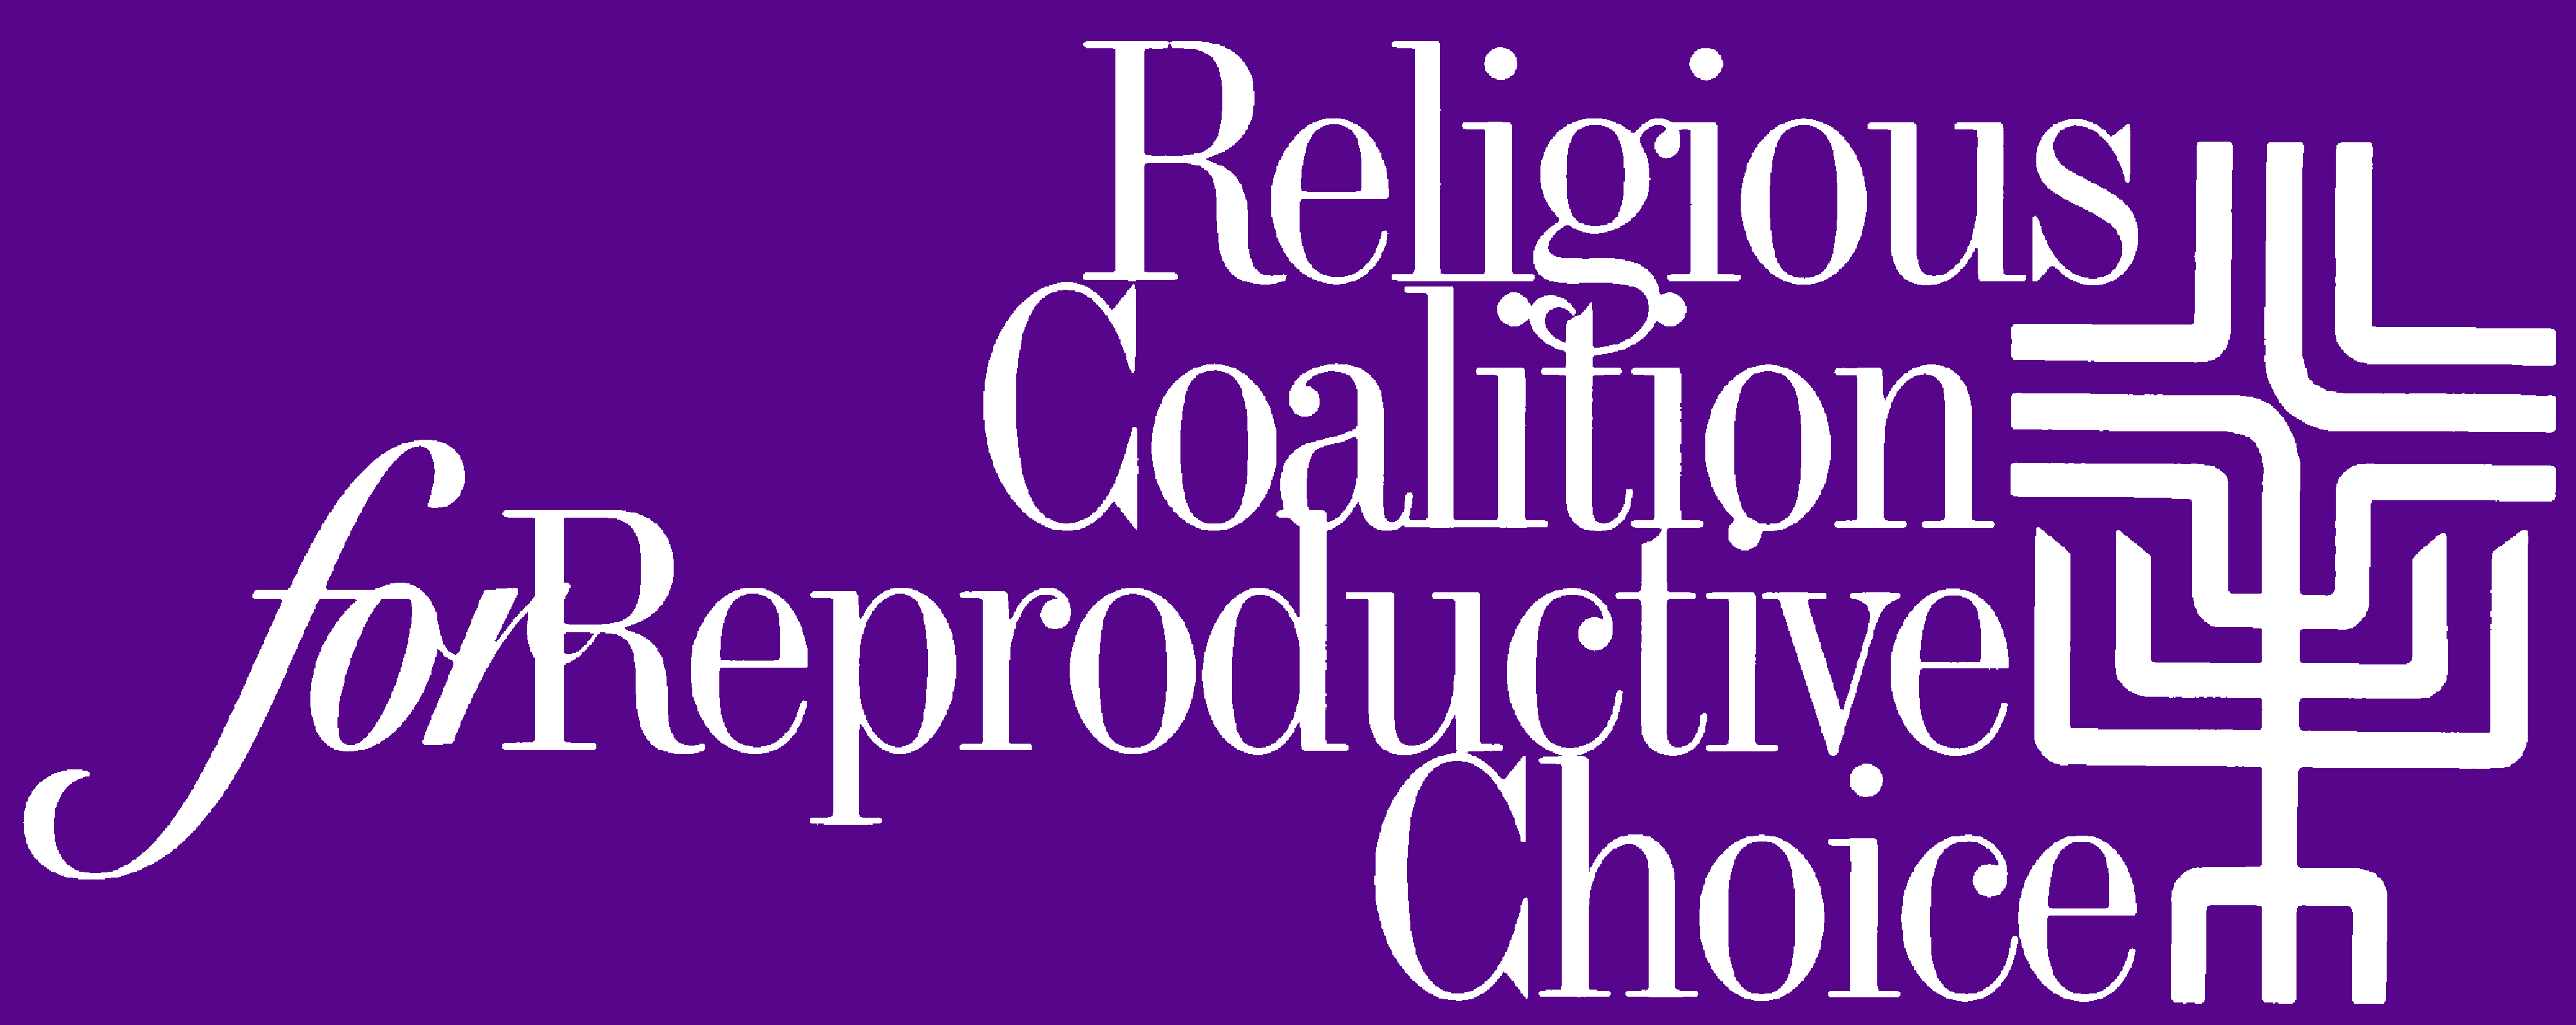 Religious
Coalition
for Reproductive
Choice